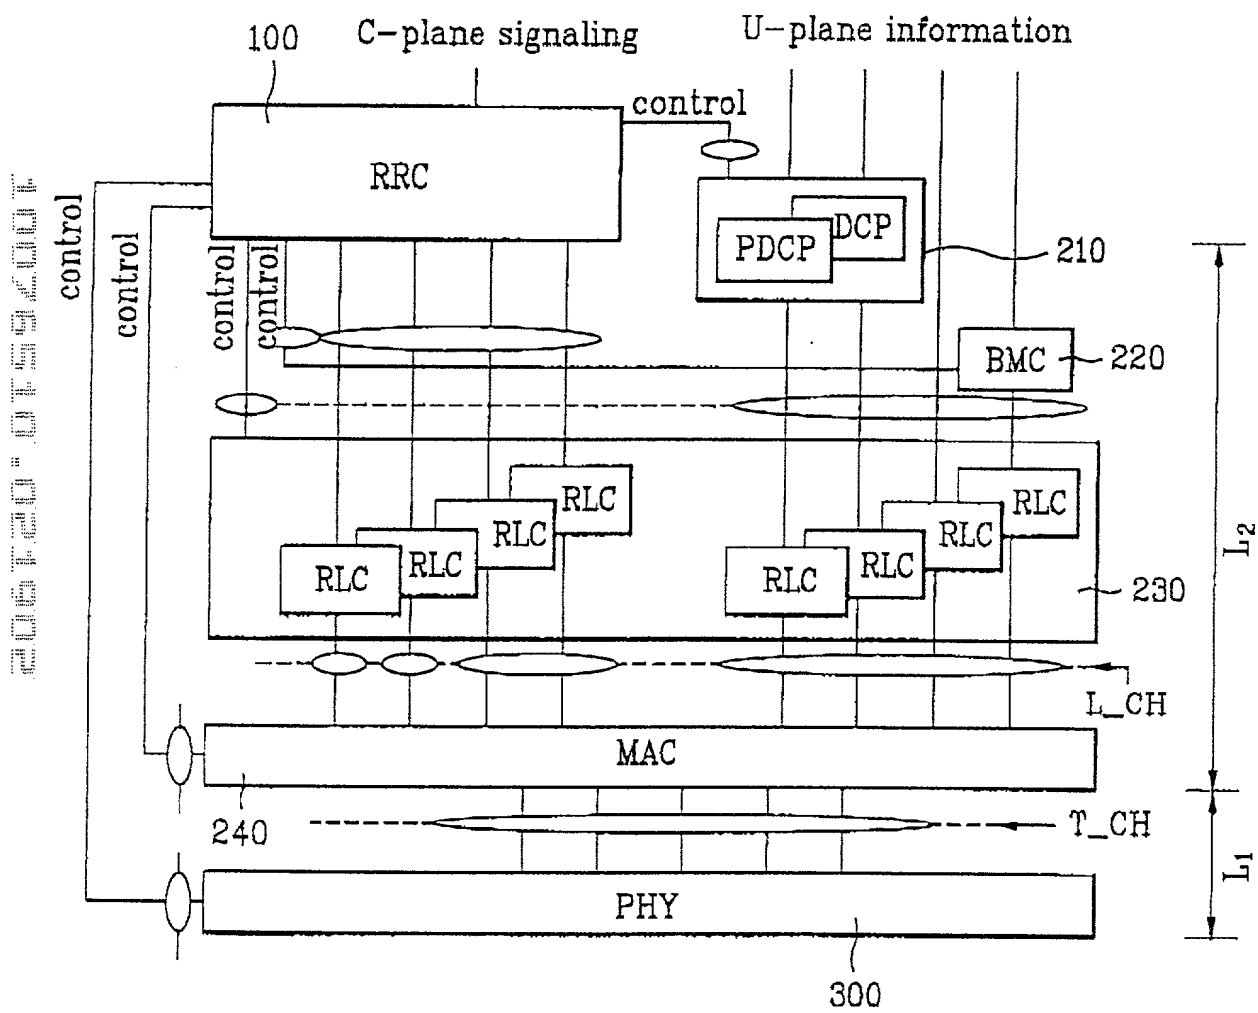 C-plane signaling
U-plane information
100
control
RRC
control
control
control
control
DCP
PDCP
210
BMC
220
RLC
RLC
RLC
RLC
RLC
RLC
RLC
RLC
230
L2
L_CH
MAC
240
T_CH
L1
PHY
300